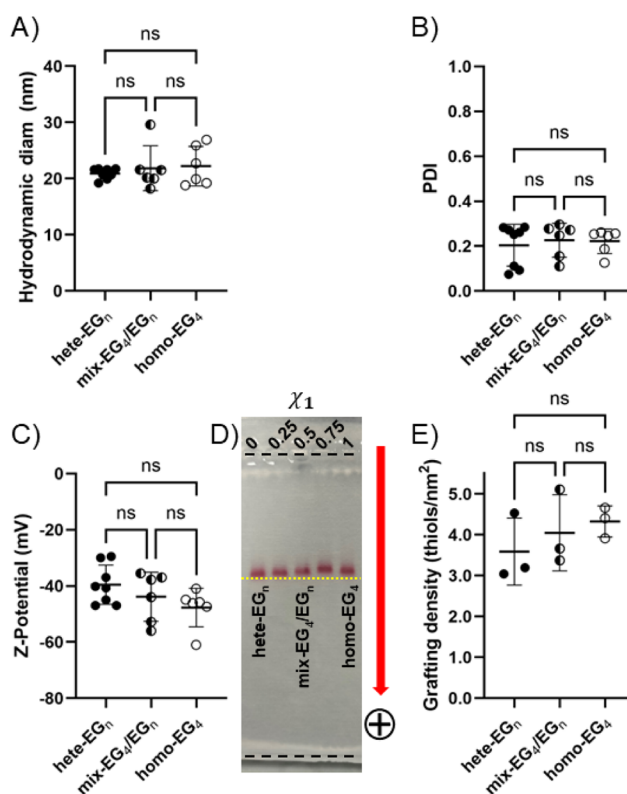 A)
ns
ns
ns
Hydrodynamic diam (nm)
40
30
20
10
0
hete-EGₙ
mix-EG₄/EGₙ
homo-EG₄
B)
ns
ns
ns
PDI
1.0
0.8
0.6
0.4
0.2
0.0
hete-EGₙ
mix-EG₄/EGₙ
homo-EG₄
C)
ns
ns
ns
Z-Potential (mV)
-0
-20
-40
-60
-80
hete-EGₙ
mix-EG₄/EGₙ
homo-EG₄
D)
χ₁
0 0.25 0.5 0.75 1
hete-EGₙ
mix-EG₄/EGₙ
homo-EG₄
+
E)
ns
ns
ns
Grafting density (thiols/nm²)
5.0
4.0
3.0
2.0
1.0
0.0
hete-EGₙ
mix-EG₄/EGₙ
homo-EG₄